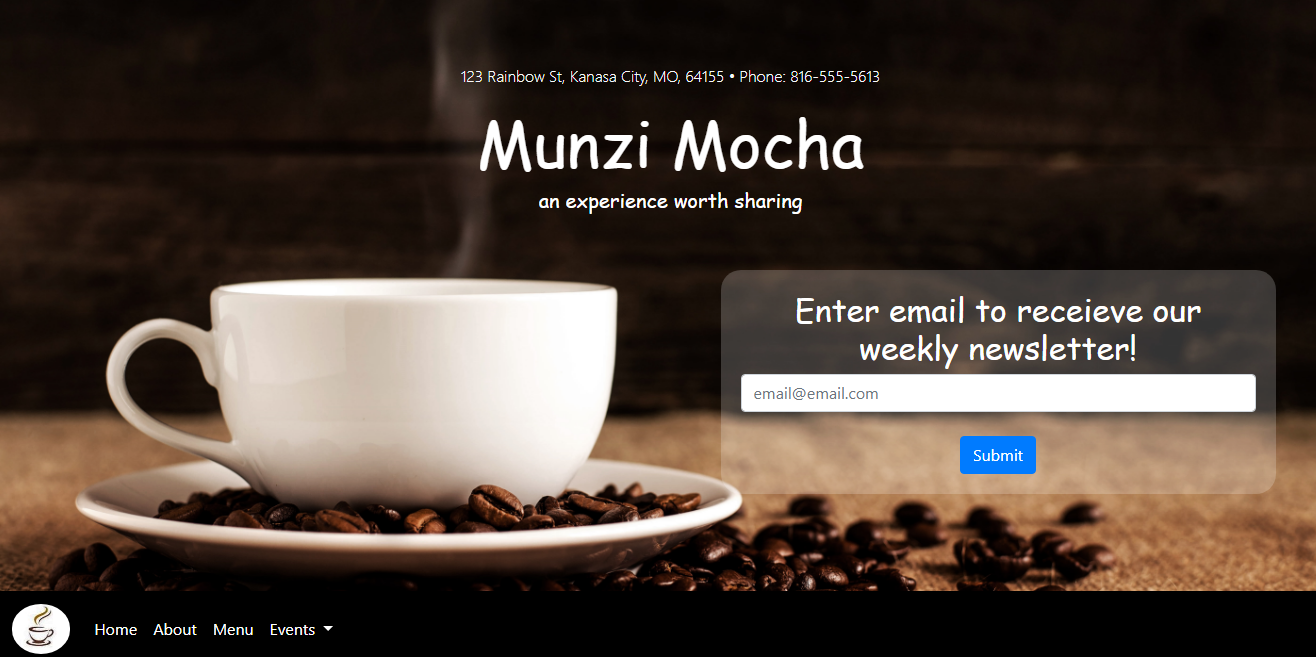 123 Rainbow St, Kanasa City, MO, 64155 • Phone: 816-555-5613
Munzi Mocha
an experience worth sharing
Enter email to receieve our
weekly newsletter!
email@email.com
Submit
Home About Menu Events